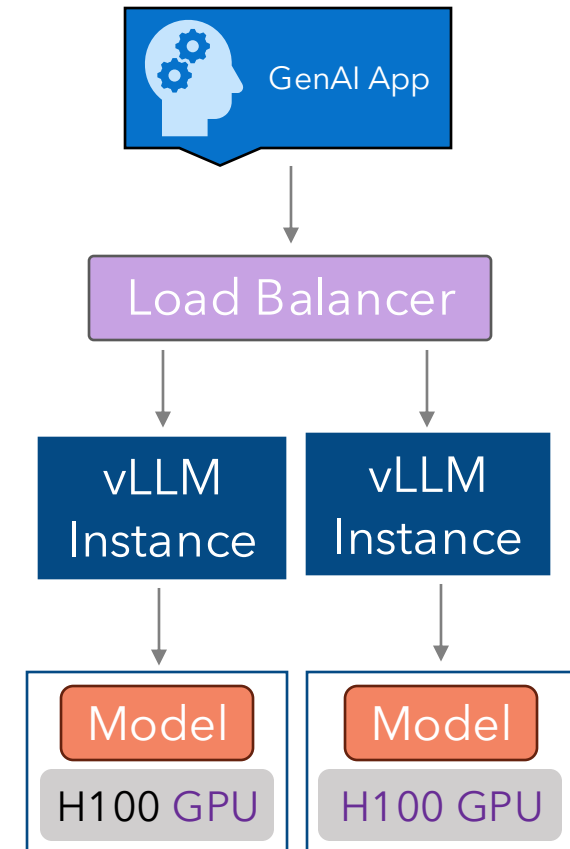 GenAI App
Load Balancer
vLLM
Instance
vLLM
Instance
Model
H100 GPU
Model
H100 GPU